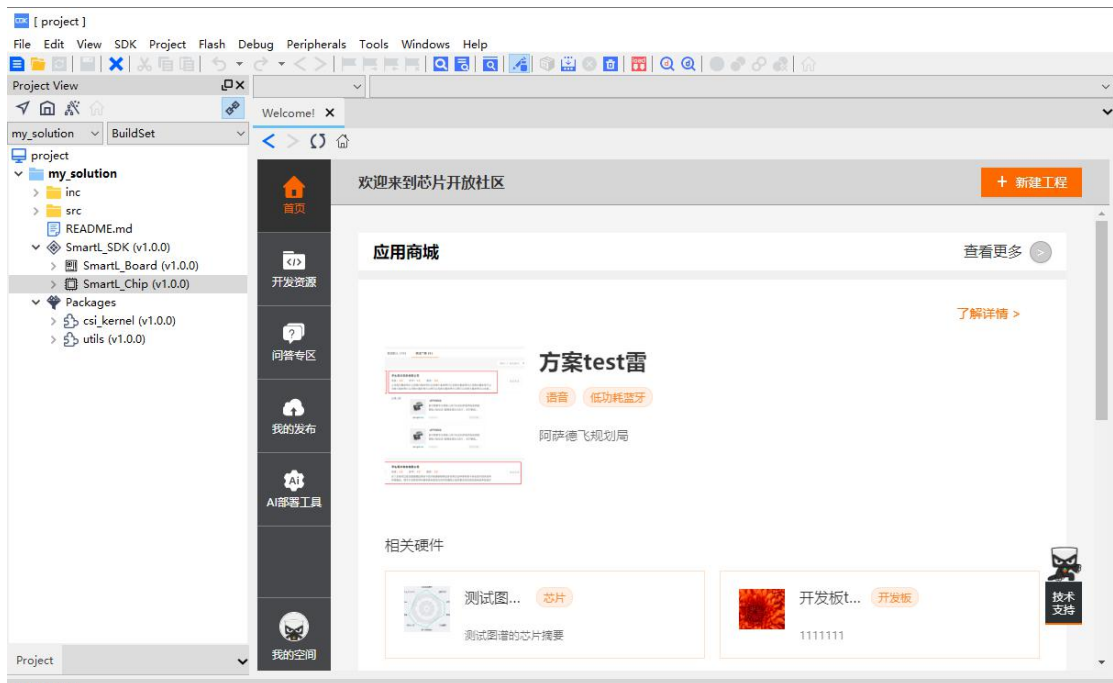 CDK [ project ]
File Edit View SDK Project Flash Debug Peripherals Tools Windows Help
Project View
Welcome!
my_solution BuildSet
project
my_solution
inc
src
README.md
SmartL_SDK (v1.0.0)
SmartL_Board (v1.0.0)
SmartL_Chip (v1.0.0)
Packages
csi_kernel (v1.0.0)
utils (v1.0.0)
Project
首页
开发资源
问答专区
我的发布
Ai
AI部署工具
我的空间
欢迎来到芯片开放社区
+ 新建工程
应用商城
查看更多 >
了解详情 >
方案test雷
语音 低功耗蓝牙
阿萨德飞规划局
相关硬件
测试图... 芯片
测试图谱的芯片摘要
开发板t... 开发板
1111111
技术
支持